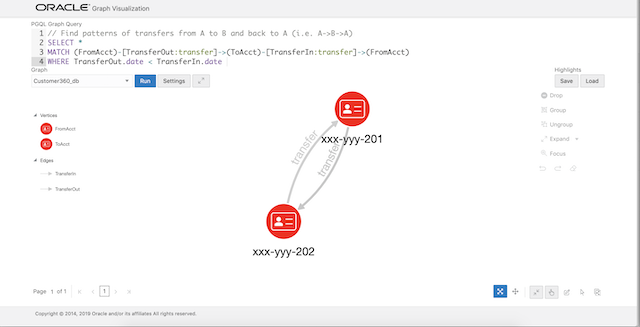 ORACLE Graph Visualization
PGQL Graph Query
1 // Find patterns of transfers from A to B and back to A (i.e. A->B->A)
2 SELECT *
3 MATCH (FromAcct)-[TransferOut:transfer]->(ToAcct)-[TransferIn:transfer]->(FromAcct)
4 WHERE TransferOut.date < TransferIn.date
Graph
Highlights
Customer360_db Run Settings
Save Load
Drop
Group
Ungroup
Expand
Focus
Vertices
FromAcct
ToAcct
Edges
TransferIn
TransferOut
xxx-yyy-201
transfer
transfer
xxx-yyy-202
Page 1 of 1 1
Copyright © 2014, 2019 Oracle and/or its affiliates All rights reserved.